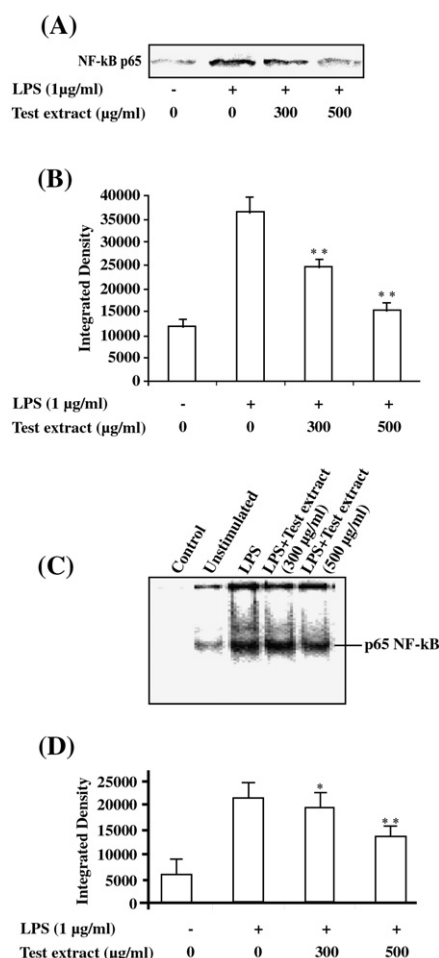 (A)
NF-kB p65
LPS (1µg/ml) - + + +
Test extract (µg/ml) 0 0 300 500
(B)
Integrated Density
40000
35000
30000
25000
20000
15000
10000
5000
0
* *
* *
LPS (1 µg/ml) - + + +
Test extract (µg/ml) 0 0 300 500
(C)
Control
Unstimulated
LPS
LPS+Test extract
(300 µg/ml)
LPS+Test extract
(500 µg/ml)
p65 NF-kB
(D)
Integrated Density
25000
20000
15000
10000
5000
0
*
* *
LPS (1 µg/ml) - + + +
Test extract (µg/ml) 0 0 300 500